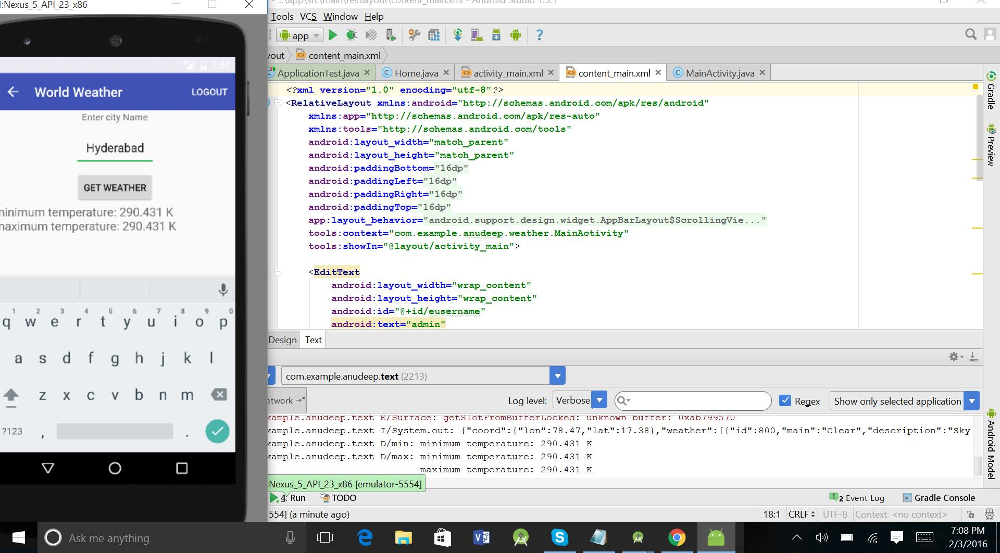 :Nexus_5_API_23_x86
7:07
World Weather
LOGOUT
Enter city Name
Hyderabad
GET WEATHER
minimum temperature: 290.431 K
maximum temperature: 290.431 K
1 2 3 4 5 6 7 8 9 0
q w e r t y u i o p
a s d f g h j k l
z x c v b n m
?123 , .
...\app\src\main\res\layout\content_main.xml - Android Studio 1.5.1
Tools VCS Window Help
app
?
yout content_main.xml
ApplicationTest.java Home.java activity_main.xml content_main.xml MainActivity.java
<?xml version="1.0" encoding="utf-8"?>
<RelativeLayout xmlns:android="http://schemas.android.com/apk/res/android"
xmlns:app="http://schemas.android.com/apk/res-auto"
xmlns:tools="http://schemas.android.com/tools"
android:layout_width="match_parent"
android:layout_height="match_parent"
android:paddingBottom="16dp"
android:paddingLeft="16dp"
android:paddingRight="16dp"
android:paddingTop="16dp"
app:layout_behavior="android.support.design.widget.AppBarLayout$ScrollingVie..."
tools:context="com.example.anudeep.weather.MainActivity"
tools:showIn="@layout/activity_main">
<EditText
android:layout_width="wrap_content"
android:layout_height="wrap_content"
android:id="@+id/eusername"
android:text="admin"
Design Text
com.example.anudeep.text (2213)
etwork
Log level: Verbose
Regex
Show only selected application
xample.anudeep.text E/Surface: getSlotFromBufferLocked: unknown buffer: 0xab799570
xample.anudeep.text I/System.out: {"coord":{"lon":78.47,"lat":17.38},"weather":[{"id":800,"main":"Clear","description":"Sky
xample.anudeep.text D/min: minimum temperature: 290.431 K
xample.anudeep.text D/max: minimum temperature: 290.431 K
maximum temperature: 290.431 K
Nexus_5_API_23_x86 [emulator-5554]
4: Run TODO
2 Event Log Gradle Console
5554] (a minute ago)
18:1 CRLF UTF-8 Context: <no context>
Gradle
Preview
Android Model
Ask me anything
7:08 PM
2/3/2016